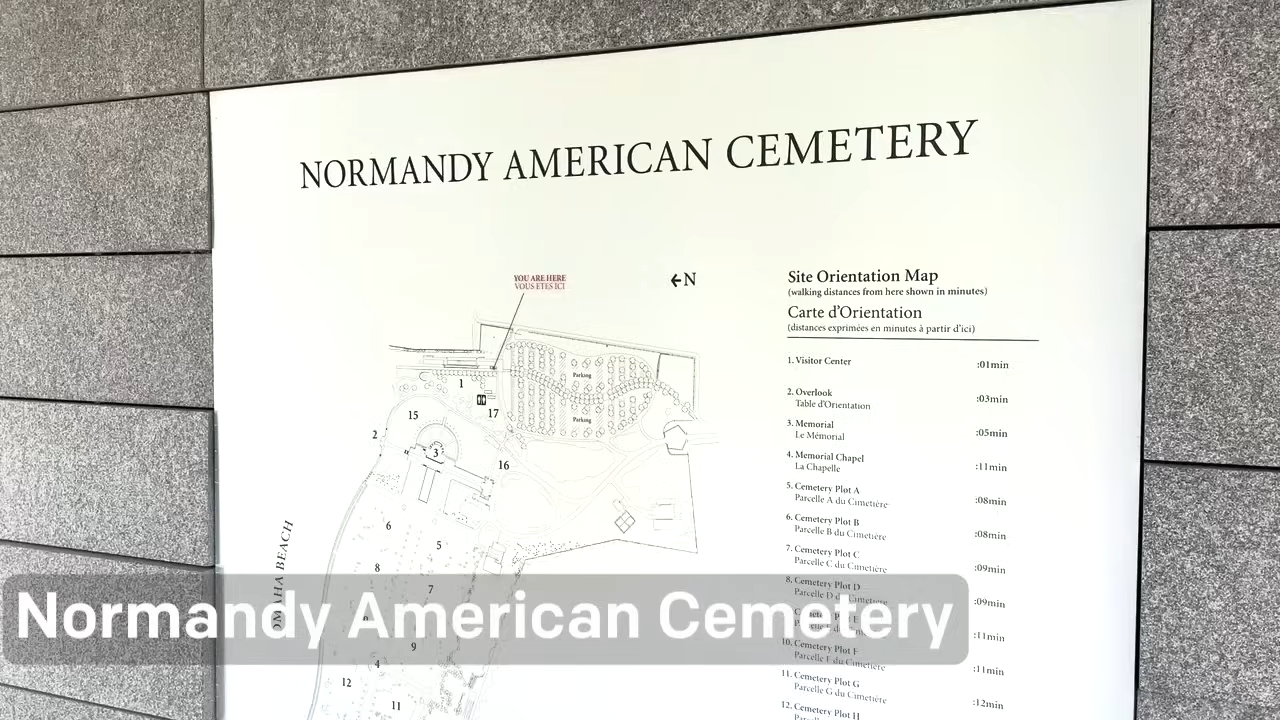 NORMANDY AMERICAN CEMETERY
YOU ARE HERE
VOUS ETES ICI
←N
Parking
Parking
1
17
15
2
3
16
6
5
8
7
9
4
12
11
BEACH
Site Orientation Map
(walking distances from here shown in minutes)
Carte d'Orientation
(distances exprimées en minutes à partir d'ici)
1. Visitor Center :01min
2. Overlook :03min
Table d'Orientation
3. Memorial :05min
Le Mémorial
4. Memorial Chapel :11min
La Chapelle
5. Cemetery Plot A :08min
Parcelle A du Cimetière
6. Cemetery Plot B :08min
Parcelle B du Cimetière
7. Cemetery Plot C :09min
Parcelle C du Cimetière
8. Cemetery Plot D :09min
Parcelle D du Cimetière
:11min
10. Cemetery Plot F :11min
Parcelle F du Cimetière
11. Cemetery Plot G :12min
Parcelle G du Cimetière
12. Cemetery Plot H
Normandy American Cemetery